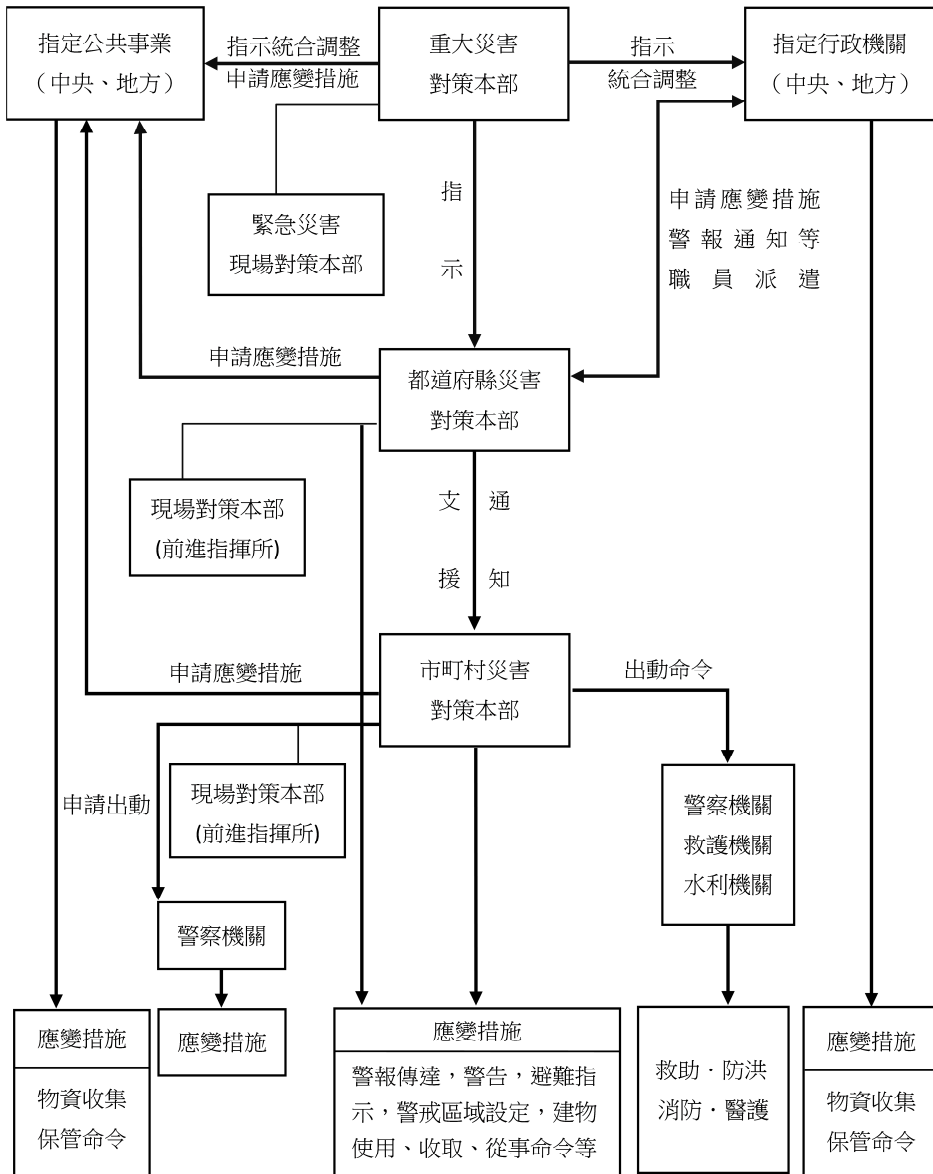 指定公共事業
（中央、地方）
指示統合調整
申請應變措施
重大災害
對策本部
指示
統合調整
指定行政機關
（中央、地方）
緊急災害
現場對策本部
指
示
申請應變措施
警報通知等
職員派遣
申請應變措施
都道府縣災害
對策本部
現場對策本部
(前進指揮所)
支 通
援 知
申請應變措施
市町村災害
對策本部
出動命令
申請出動
現場對策本部
(前進指揮所)
警察機關
救護機關
水利機關
警察機關
應變措施
物資收集
保管命令
應變措施
應變措施
警報傳達，警告，避難指
示，警戒區域設定，建物
使用、收取、從事命令等
救助．防洪
消防．醫護
應變措施
物資收集
保管命令